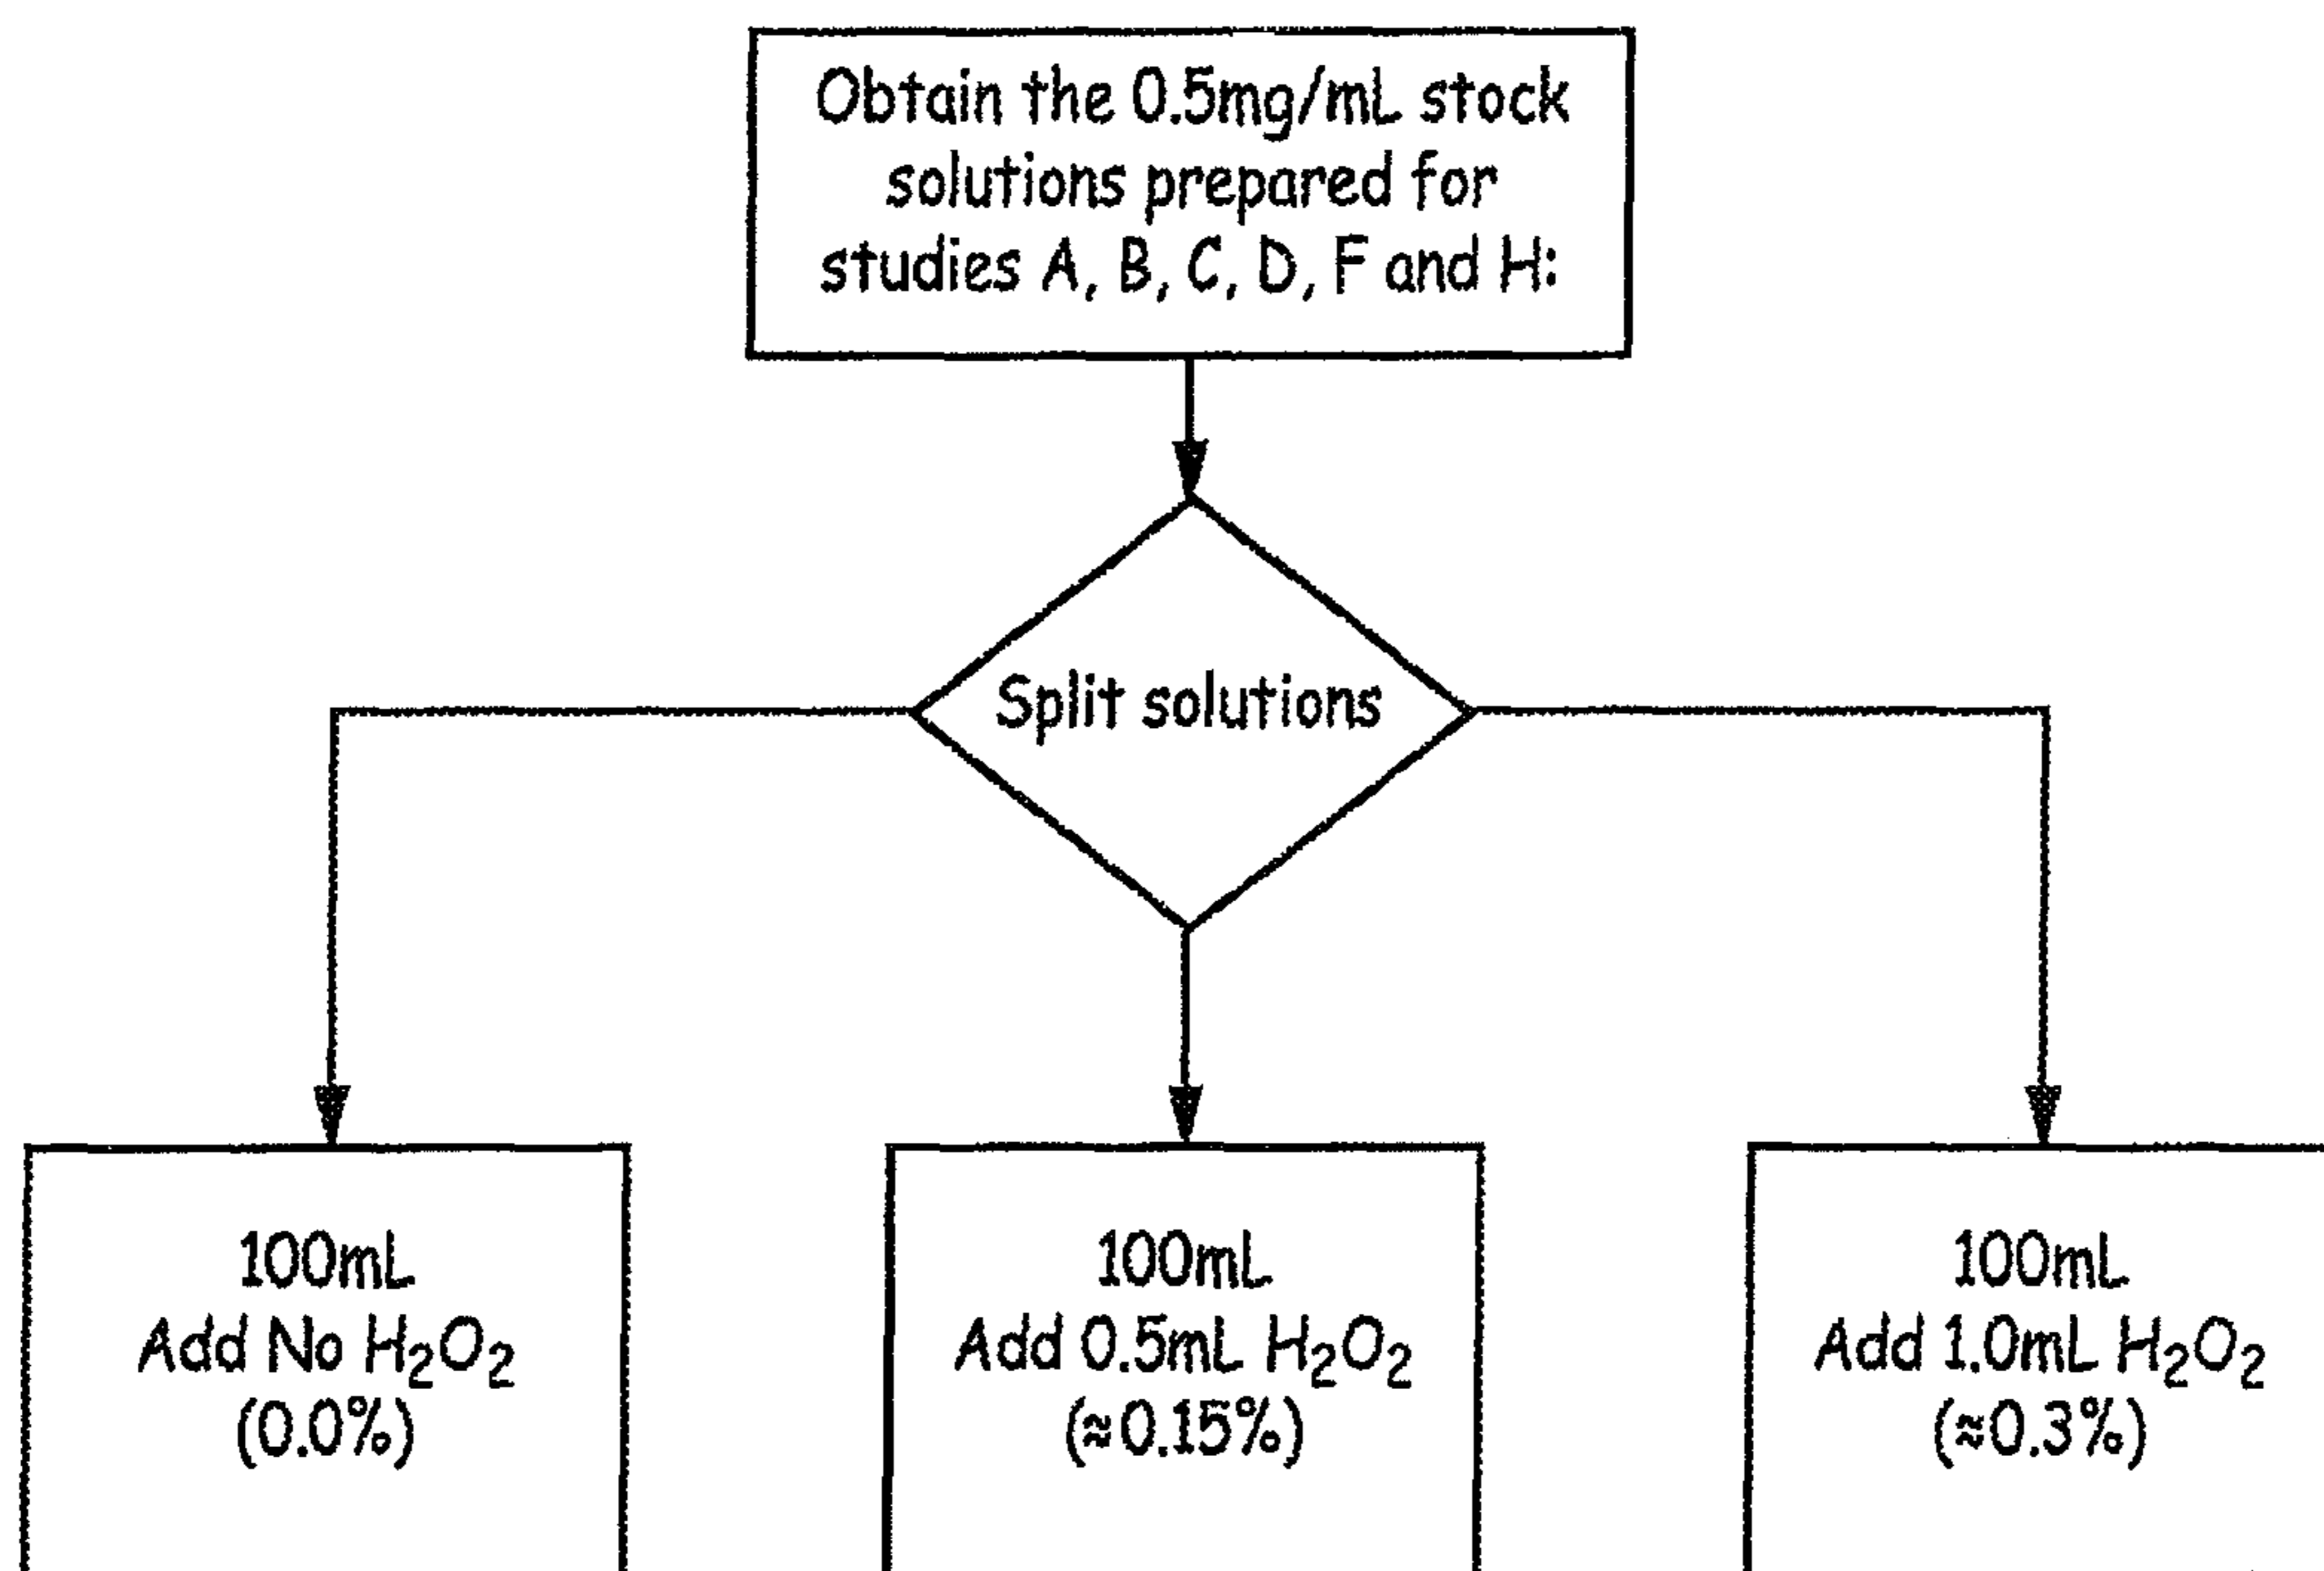 Obtain the 0.5mg/mL stock
solutions prepared for
studies A, B, C, D, F and H:
Split solutions
100mL
Add No H₂O₂
(0.0%)
100mL
Add 0.5mL H₂O₂
(≈0.15%)
100mL
Add 1.0mL H₂O₂
(≈0.3%)